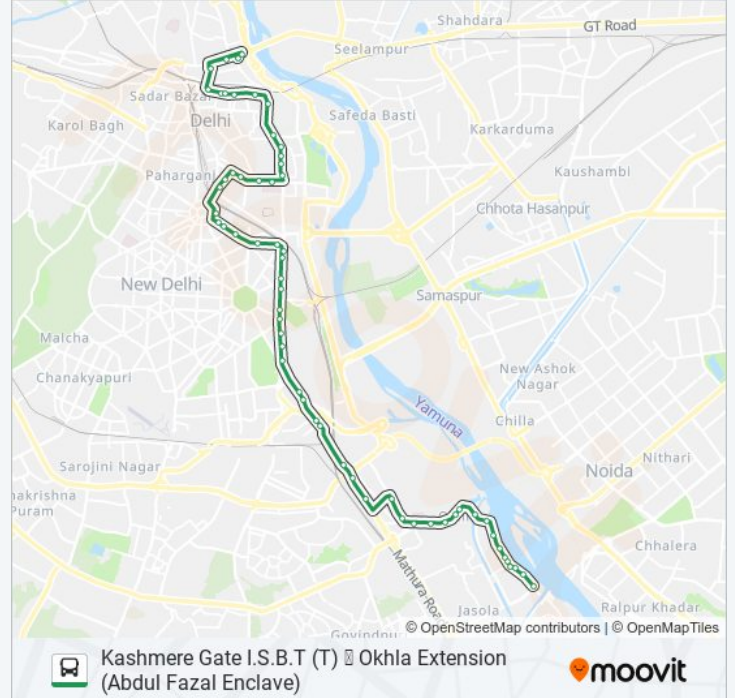 Shahdara
GT Road
Seelampur
Sadar Bazar
Safeda Basti
Karol Bagh
Delhi
Karkarduma
Paharganj
Kaushambi
Chhota Hasanpur
New Delhi
Samaspur
Malcha
New Ashok
Nagar
Chanakyapuri
Yamuna
Chilla
Sarojini Nagar
Nithari
Noida
nakrishna
Puram
Chhalera
Mathura Roa
Jasola
Ralpur Khadar
Govindpu
© OpenStreetMap contributors | © OpenMapTiles
Kashmere Gate I.S.B.T (T) Okhla Extension
(Abdul Fazal Enclave)
moovit